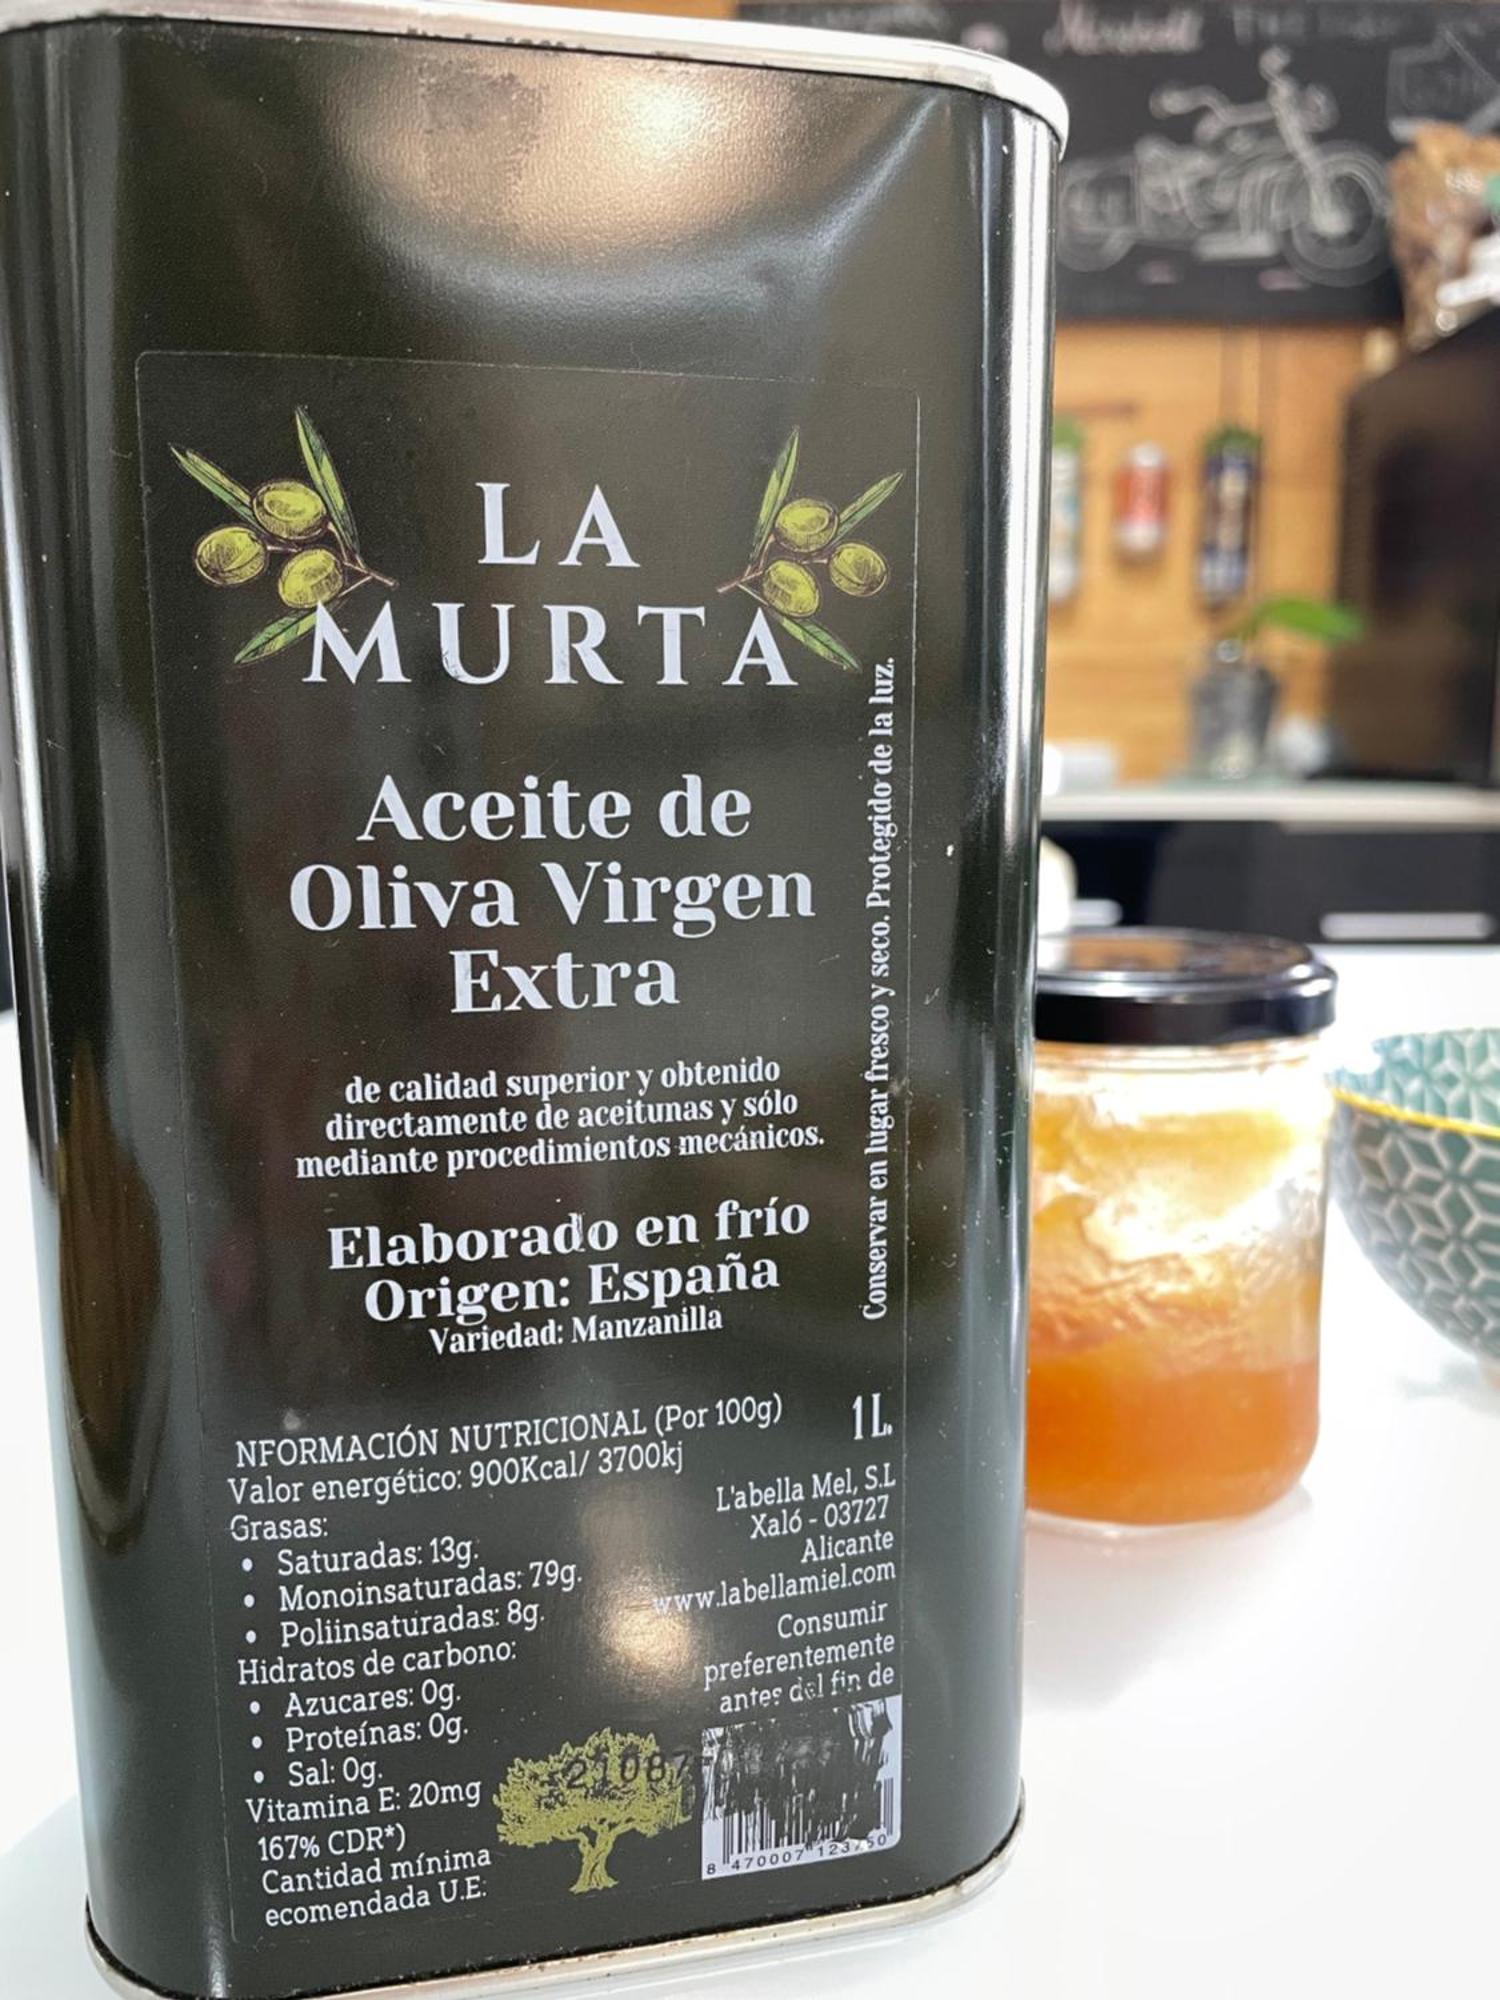 LA
MURTA
Aceite de
Oliva Virgen
Extra
de calidad superior y obtenido
directamente de aceitunas y sólo
mediante procedimientos mecánicos.
Elaborado en frío
Origen: España
Variedad: Manzanilla
Conservar en lugar fresco y seco. Protegido de la luz.
NFORMACIÓN NUTRICIONAL (Por 100g)
Valor energético: 900Kcal/ 3700kj
Grasas:
• Saturadas: 13g.
• Monoinsaturadas: 79g.
• Poliinsaturadas: 8g.
Hidratos de carbono:
• Azucares: 0g.
• Proteínas: 0g.
• Sal: 0g.
Vitamina E: 20mg
167% CDR*)
Cantidad mínima
ecomendada U.E.
1 L.
L'abella Mel, S.L
Xaló - 03727
Alicante
www.labellamiel.com
Consumir
preferentemente
antes del fin de
21087
8 470007